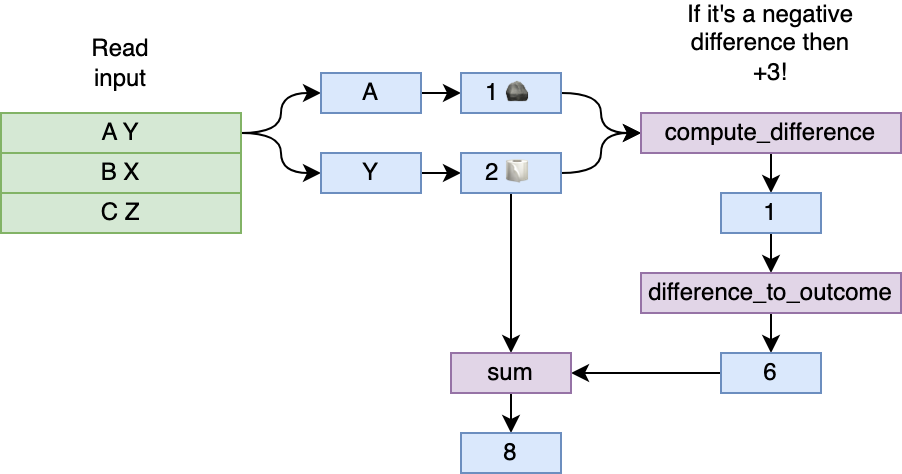 Read
input
If it's a negative
difference then
+3!
A Y
B X
C Z
A
1
Y
2
compute_difference
1
difference_to_outcome
6
sum
8